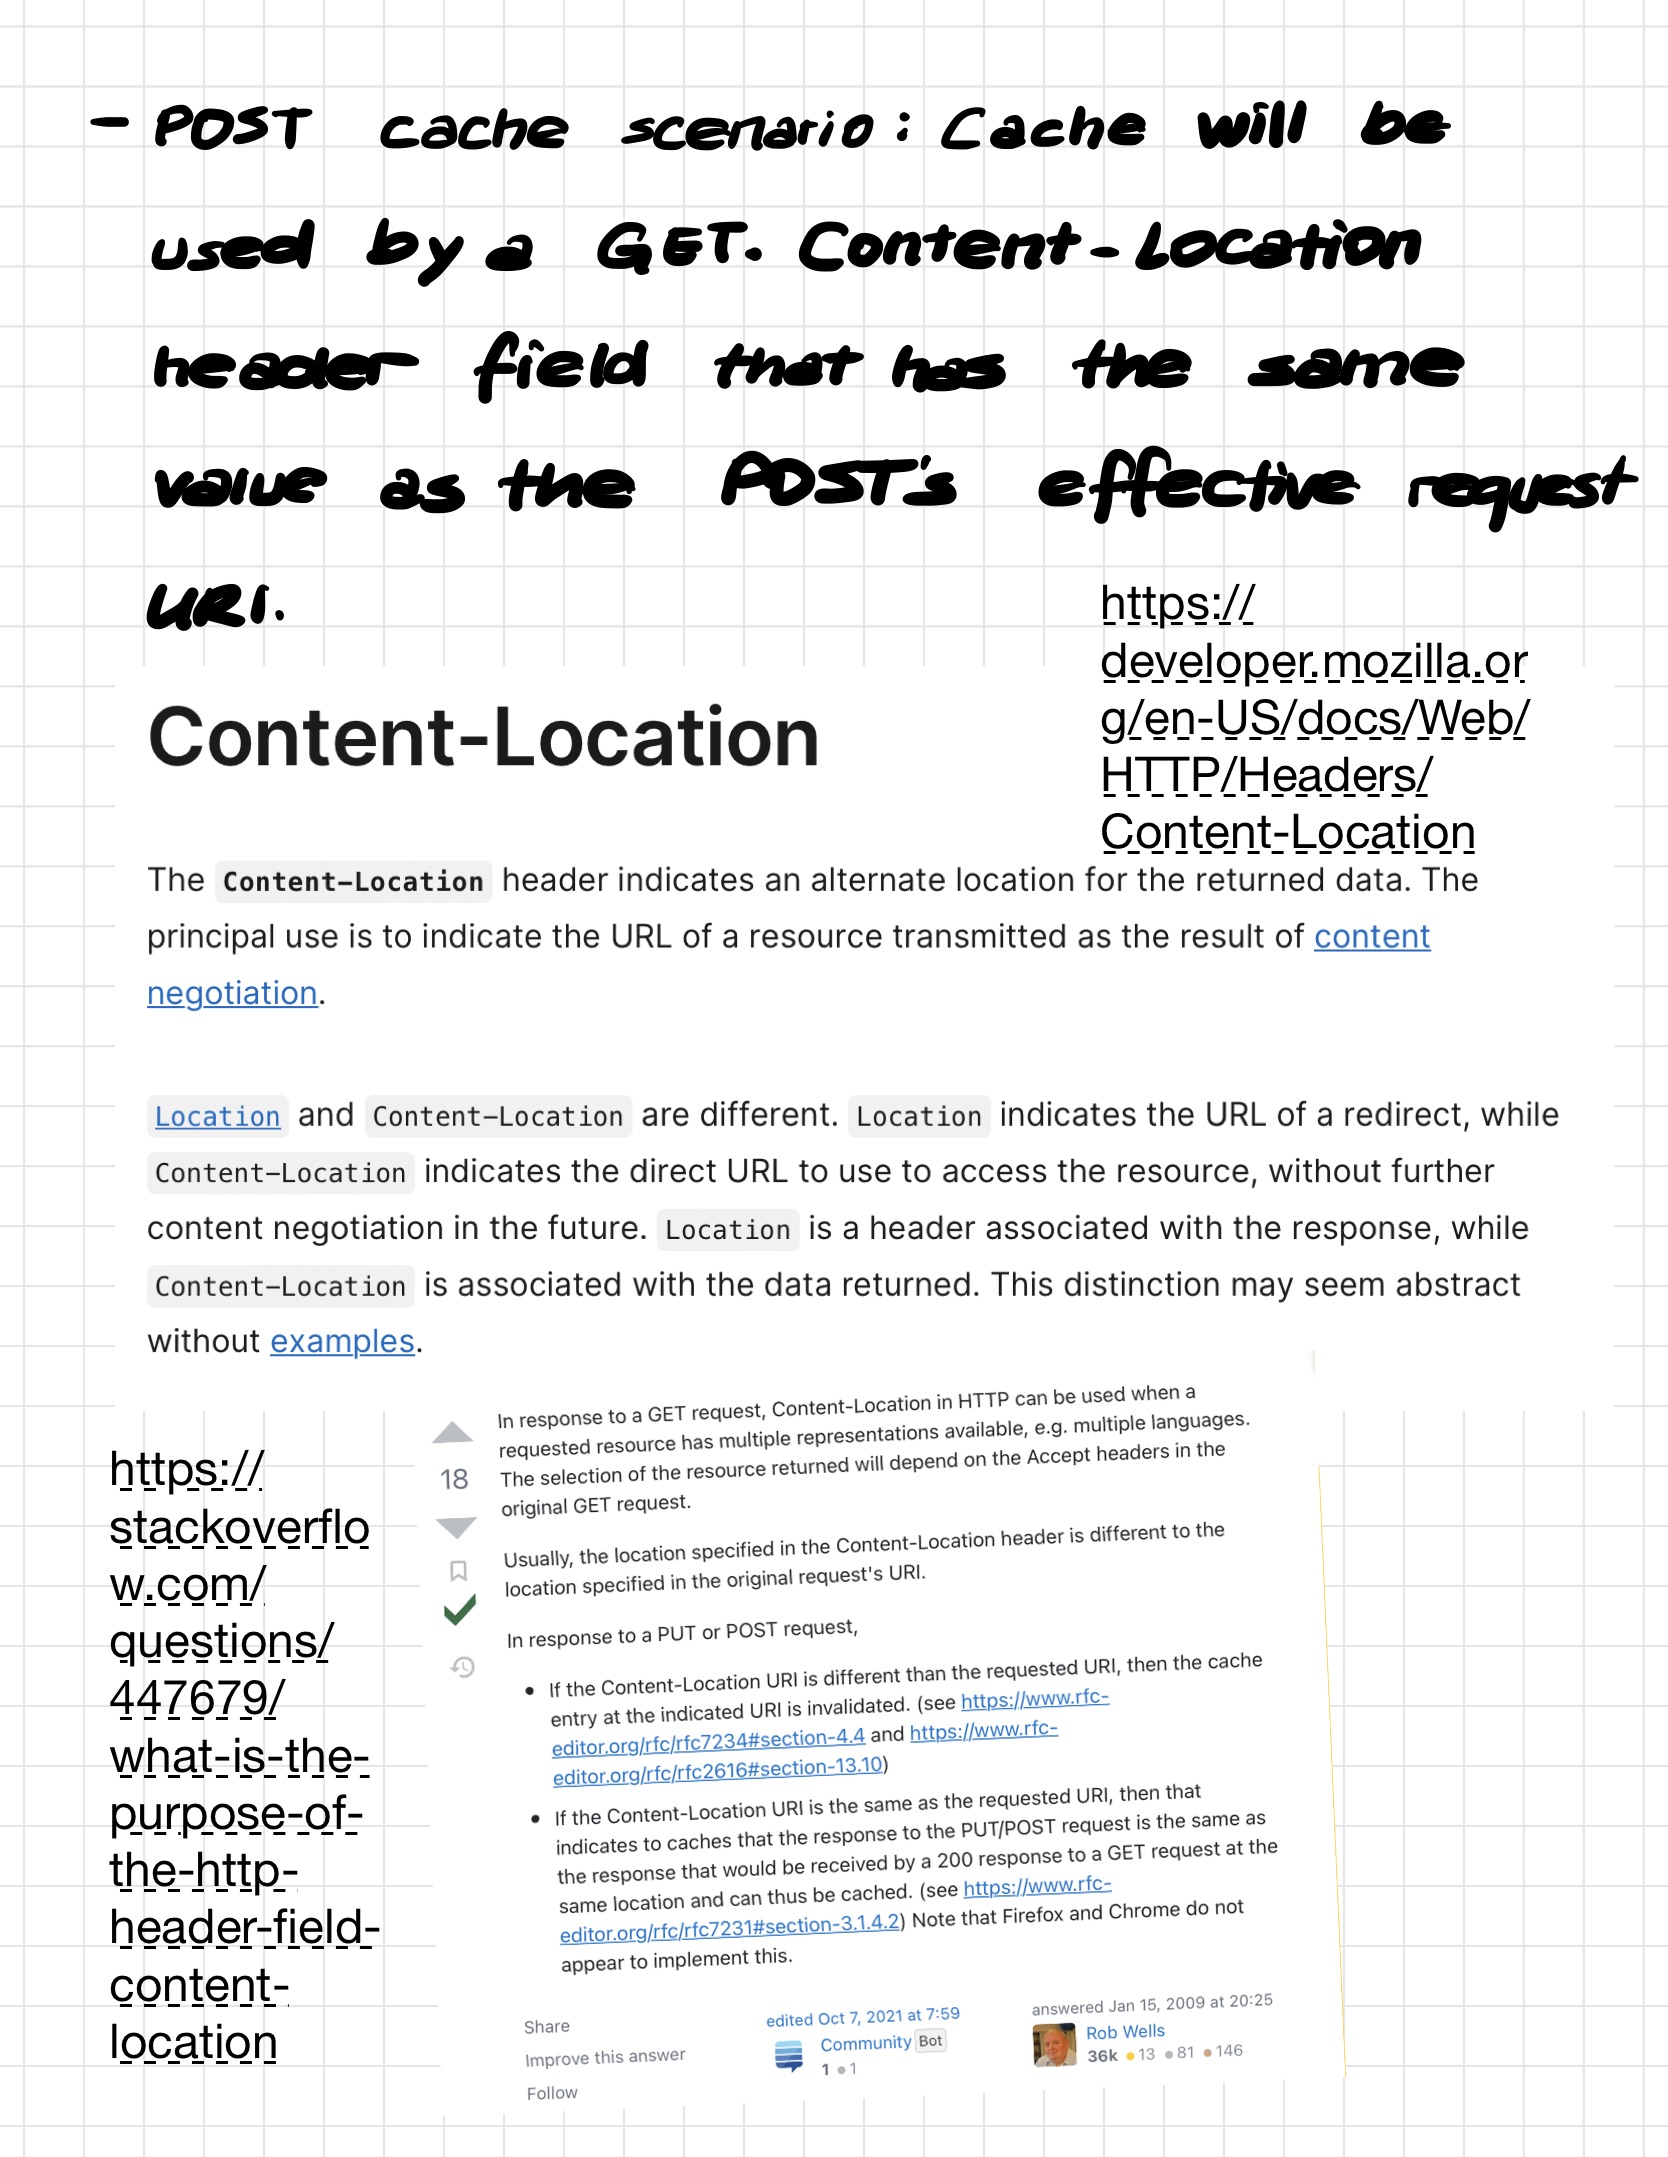 - POST cache scenario: Cache will be
used by a GET. Content-Location
header field that has the same
value as the POST's effective request
URI.
https://
developer.mozilla.or
g/en-US/docs/Web/
HTTP/Headers/
Content-Location
Content-Location
The Content-Location header indicates an alternate location for the returned data. The
principal use is to indicate the URL of a resource transmitted as the result of content
negotiation.
Location and Content-Location are different. Location indicates the URL of a redirect, while
Content-Location indicates the direct URL to use to access the resource, without further
content negotiation in the future. Location is a header associated with the response, while
Content-Location is associated with the data returned. This distinction may seem abstract
without examples.
https://
stackoverflo
w.com/
questions/
447679/
what-is-the-
purpose-of-
the-http-
header-field-
content-
location
18
In response to a GET request, Content-Location in HTTP can be used when a
requested resource has multiple representations available, e.g. multiple languages.
The selection of the resource returned will depend on the Accept headers in the
original GET request.
Usually, the location specified in the Content-Location header is different to the
location specified in the original request's URI.
In response to a PUT or POST request,
• If the Content-Location URI is different than the requested URI, then the cache
entry at the indicated URI is invalidated. (see https://www.rfc-
editor.org/rfc/rfc7234#section-4.4 and https://www.rfc-
editor.org/rfc/rfc2616#section-13.10)
• If the Content-Location URI is the same as the requested URI, then that
indicates to caches that the response to the PUT/POST request is the same as
the response that would be received by a 200 response to a GET request at the
same location and can thus be cached. (see https://www.rfc-
editor.org/rfc/rfc7231#section-3.1.4.2) Note that Firefox and Chrome do not
appear to implement this.
Share
Improve this answer
Follow
edited Oct 7, 2021 at 7:59
Community Bot
1 ●1
answered Jan 15, 2009 at 20:25
Rob Wells
36k ●13 ●81 ●146